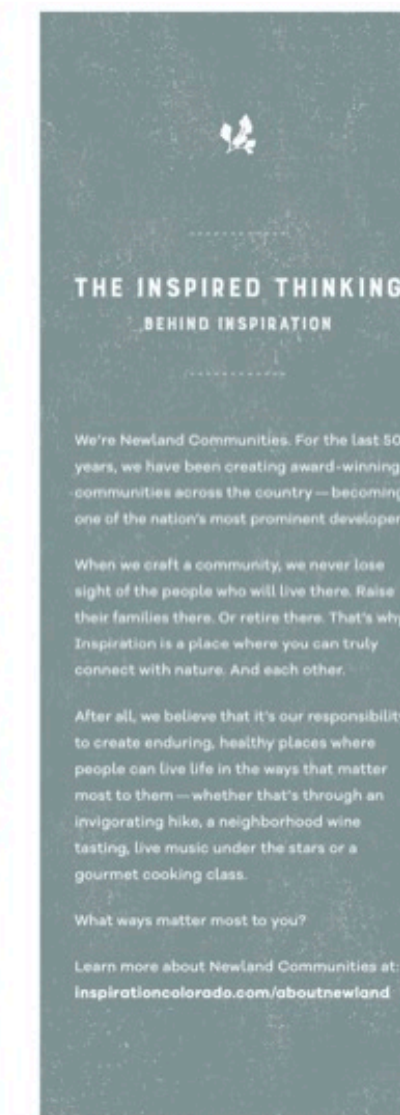 THE INSPIRED THINKING
BEHIND INSPIRATION
We're Newland Communities. For the last 50
years, we have been creating award-winning
communities across the country — becoming
one of the nation's most prominent developer
When we craft a community, we never lose
sight of the people who will live there. Raise
their families there. Or retire there. That's why
Inspiration is a place where you can truly
connect with nature. And each other.
After all, we believe that it's our responsibility
to create enduring, healthy places where
people can live life in the ways that matter
most to them — whether that's through an
invigorating hike, a neighborhood wine
tasting, live music under the stars or a
gourmet cooking class.
What ways matter most to you?
Learn more about Newland Communities at:
inspirationcolorado.com/aboutnewland